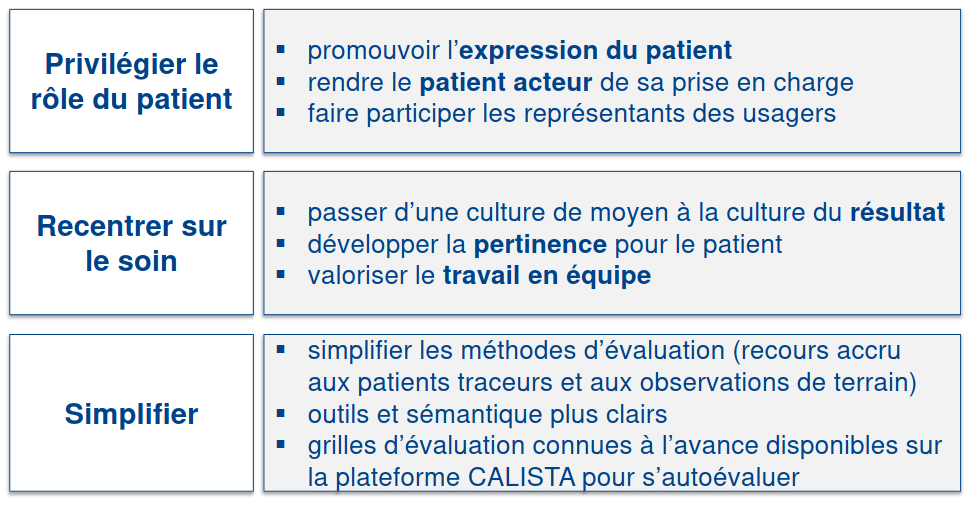 Privilégier le
rôle du patient
▪ promouvoir l’expression du patient
▪ rendre le patient acteur de sa prise en charge
▪ faire participer les représentants des usagers
Recentrer sur
le soin
▪ passer d’une culture de moyen à la culture du résultat
▪ développer la pertinence pour le patient
▪ valoriser le travail en équipe
Simplifier
▪ simplifier les méthodes d’évaluation (recours accru
aux patients traceurs et aux observations de terrain)
▪ outils et sémantique plus clairs
▪ grilles d’évaluation connues à l’avance disponibles sur
la plateforme CALISTA pour s’autoévaluer